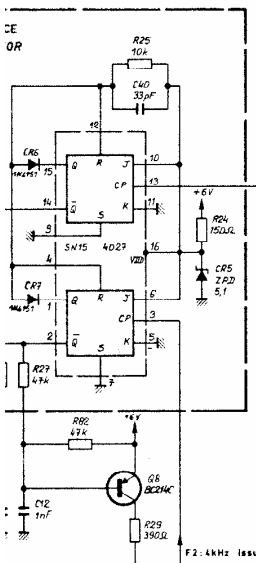 CE
OR
R25
10k
C40
33pF
12
CR6
1N4151
15
Q
R
J
10
CP
13
14
Q
K
11
S
9
+6V
R24
150Ω
SN15
4027
VDD
16
4
CR7
1N4151
1
Q
R
J
6
CP
3
2
Q
K
5
S
7
CR5
ZPD
5,1
R27
47k
R82
47k
+6V
Q8
BC214C
C12
1nF
R29
390Ω
F2:4kHz issu